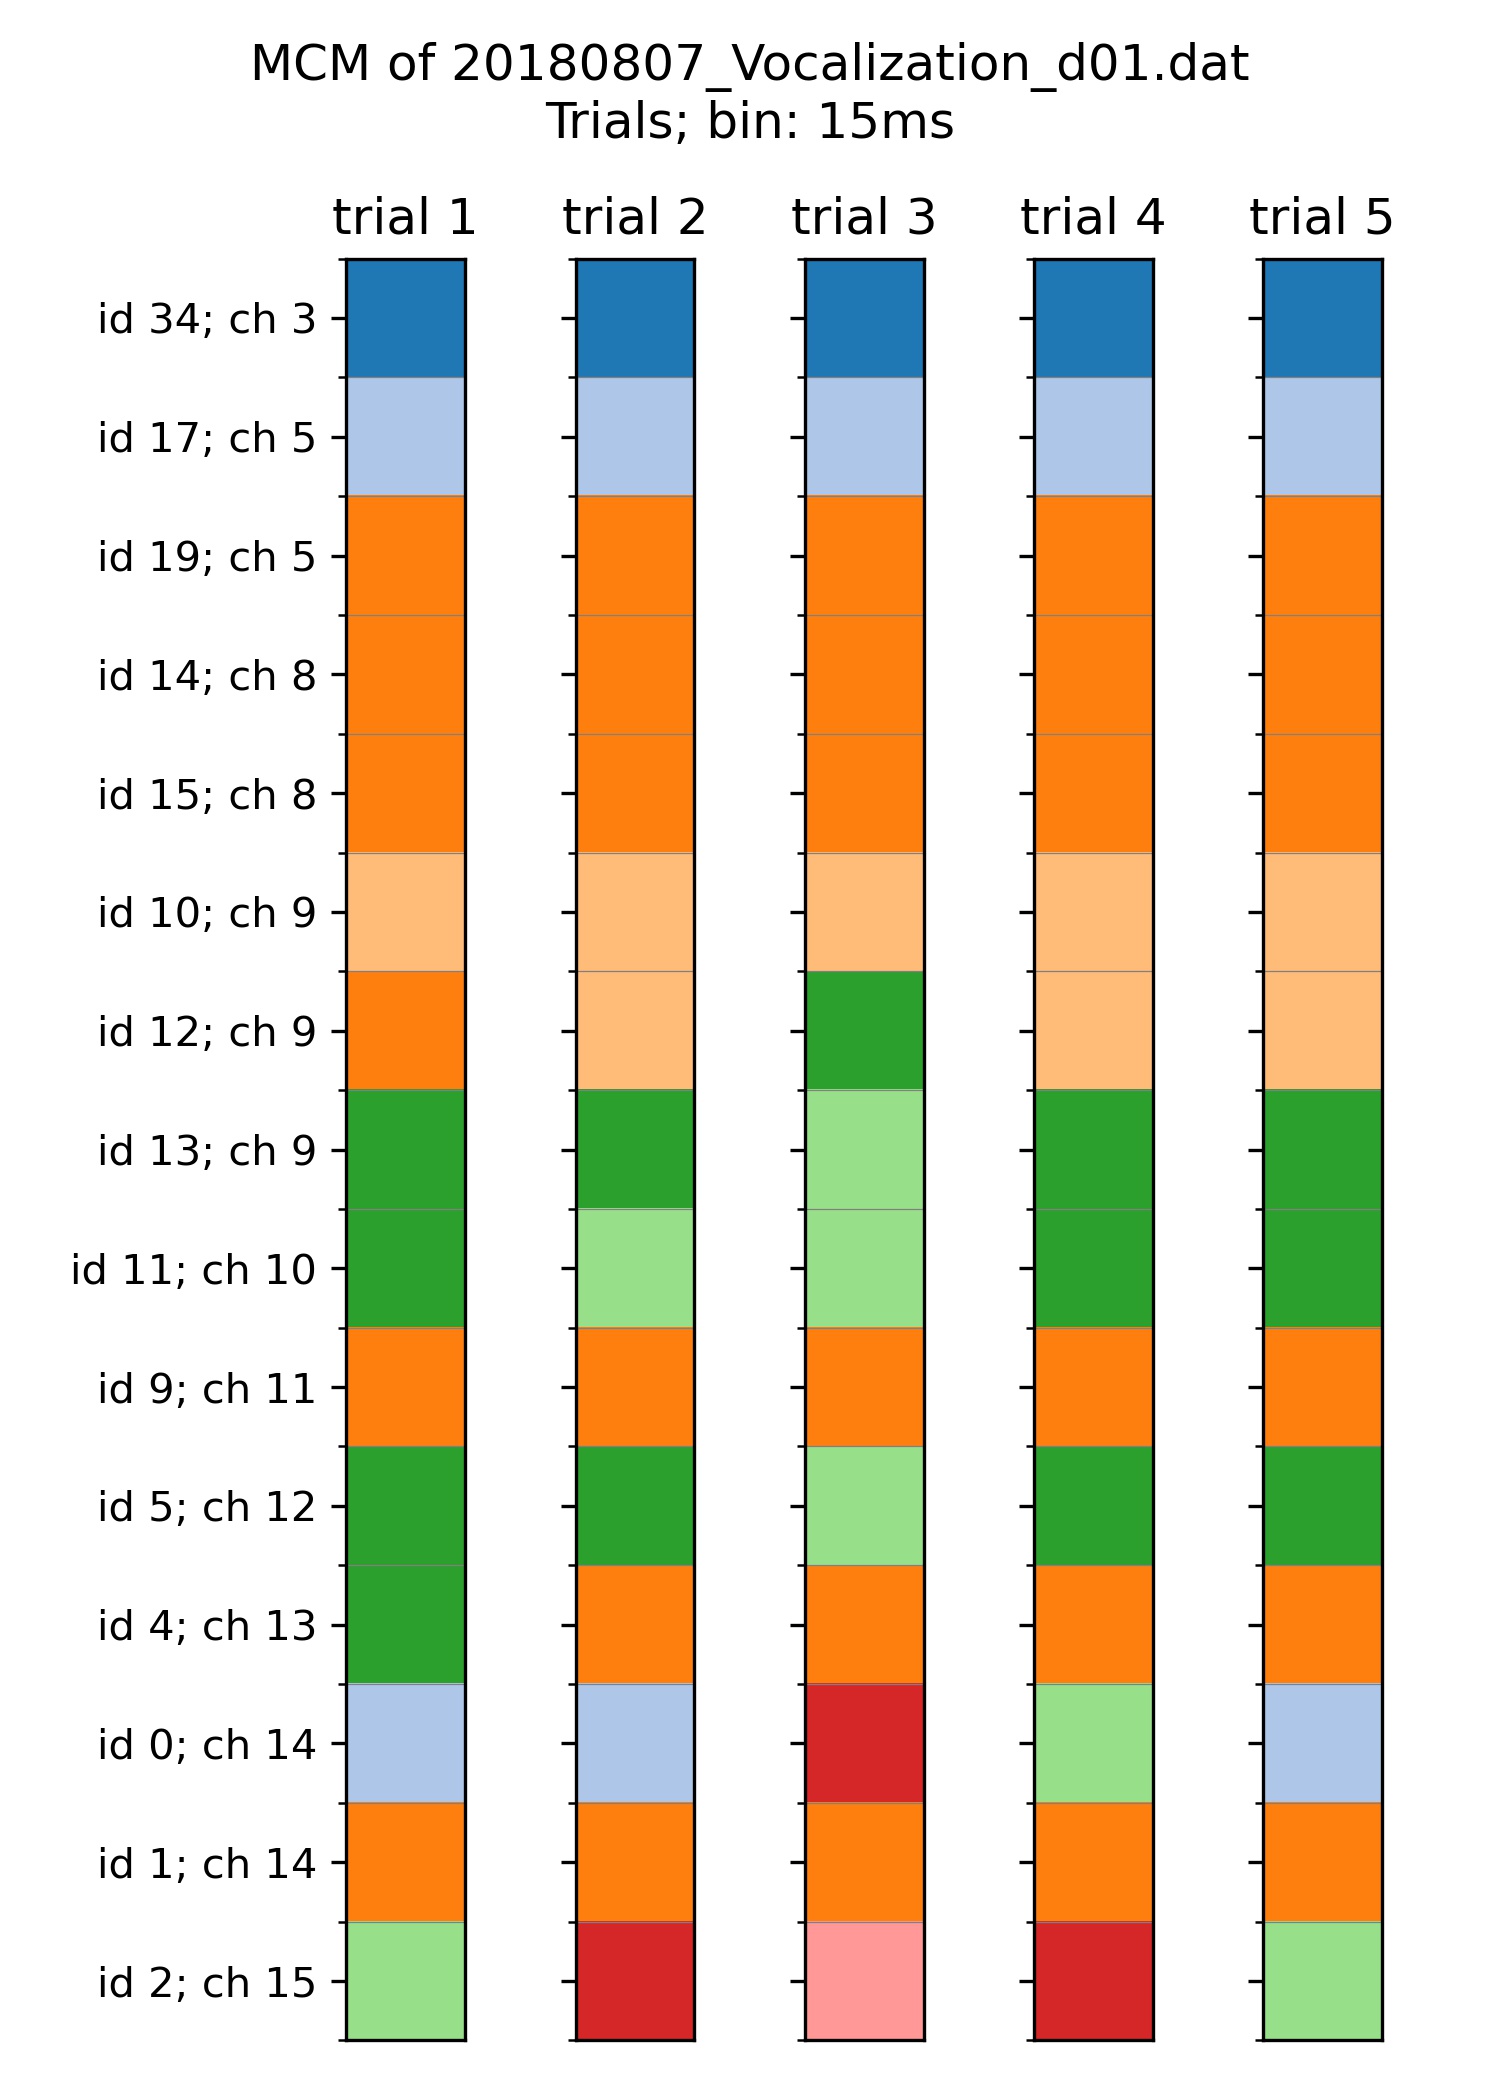 MCM of 20180807_Vocalization_d01.dat
Trials; bin: 15ms
trial 1
trial 2
trial 3
trial 4
trial 5
id 34; ch 3
id 17; ch 5
id 19; ch 5
id 14; ch 8
id 15; ch 8
id 10; ch 9
id 12; ch 9
id 13; ch 9
id 11; ch 10
id 9; ch 11
id 5; ch 12
id 4; ch 13
id 0; ch 14
id 1; ch 14
id 2; ch 15